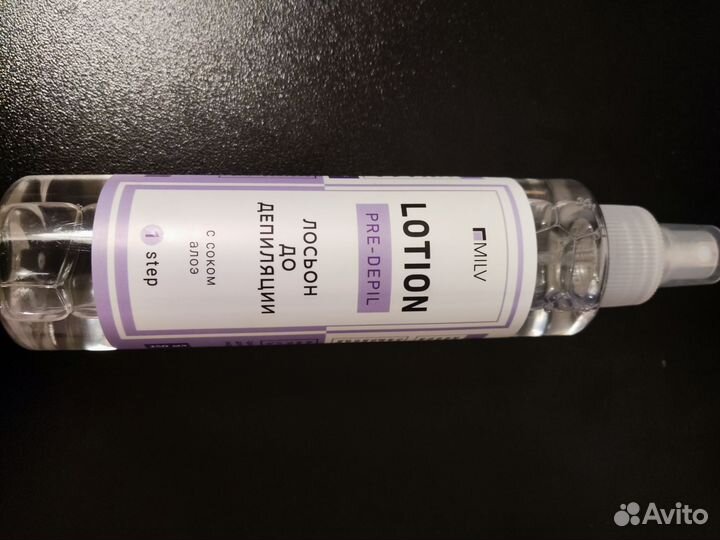 MILV
LOTION
PRE-DEPIL
ЛОСЬОН
ДО
ДЕПИЛЯЦИИ
С СОКОМ
АЛОЭ
1 step
Avito